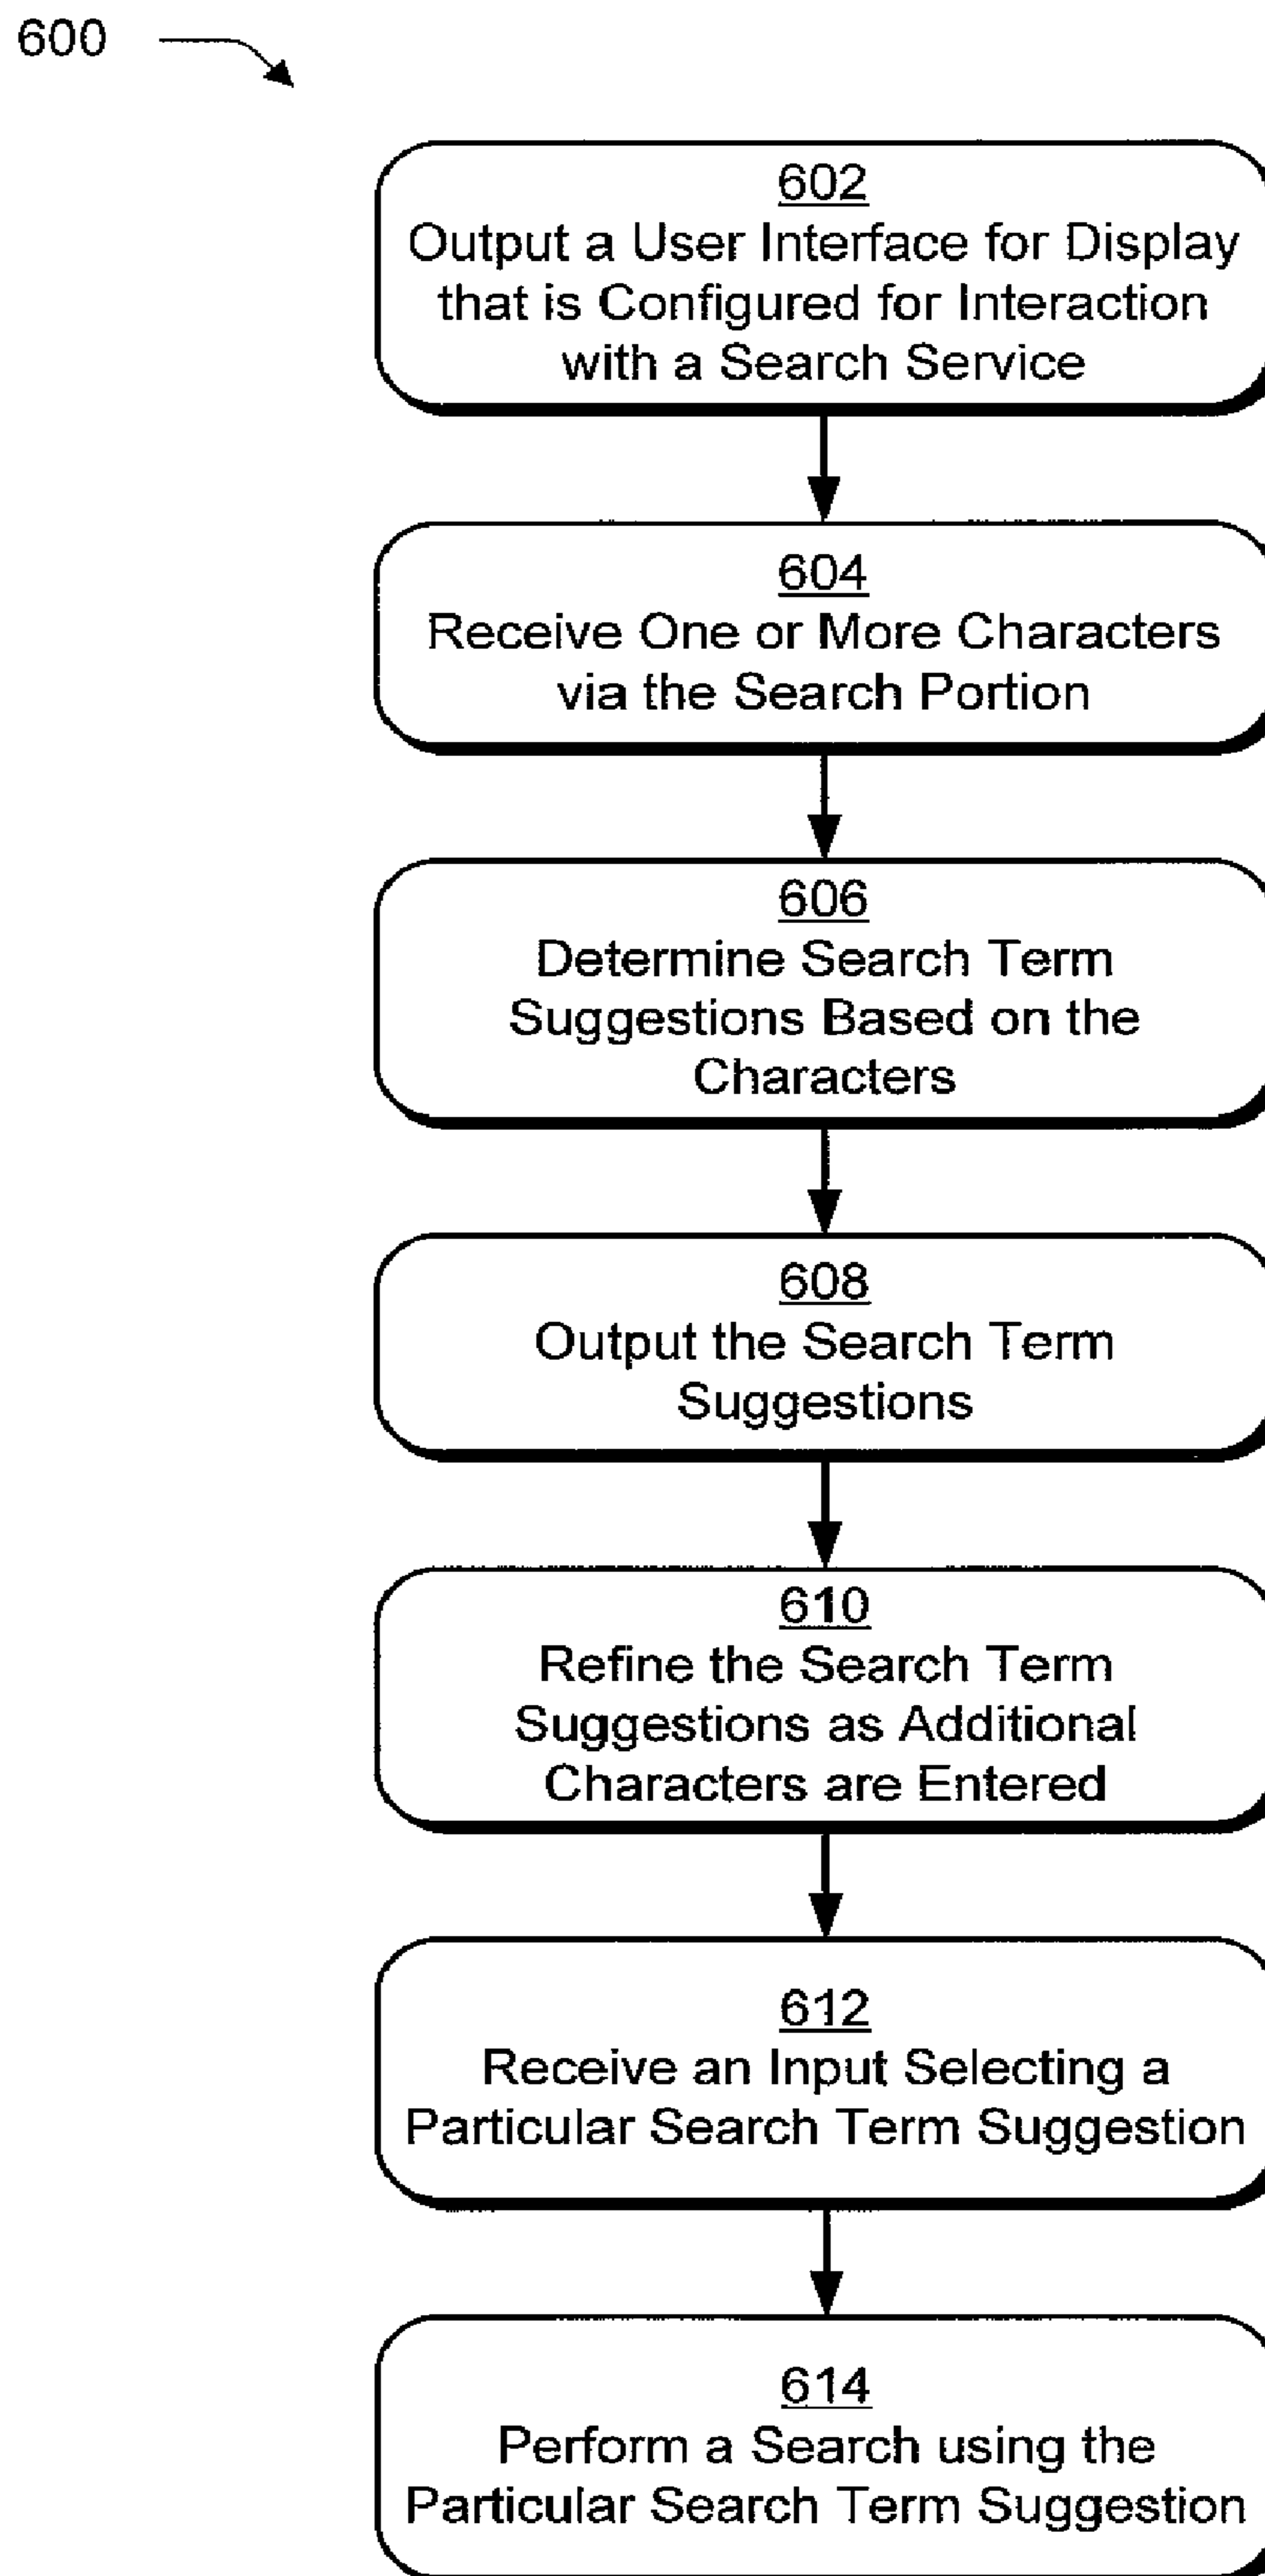 600
602
Output a User Interface for Display
that is Configured for Interaction
with a Search Service
604
Receive One or More Characters
via the Search Portion
606
Determine Search Term
Suggestions Based on the
Characters
608
Output the Search Term
Suggestions
610
Refine the Search Term
Suggestions as Additional
Characters are Entered
612
Receive an Input Selecting a
Particular Search Term Suggestion
614
Perform a Search using the
Particular Search Term Suggestion